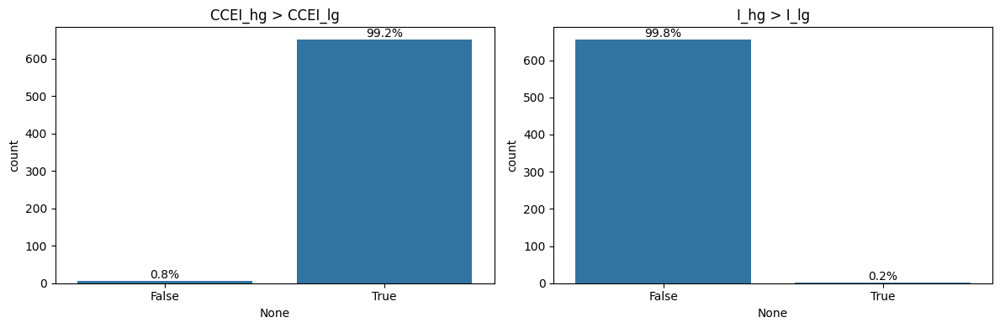 CCEI_hg > CCEI_lg
99.2%
600
500
400
300
200
100
0
count
0.8%
False
True
None
I_hg > I_lg
99.8%
600
500
400
300
200
100
0
count
0.2%
False
True
None